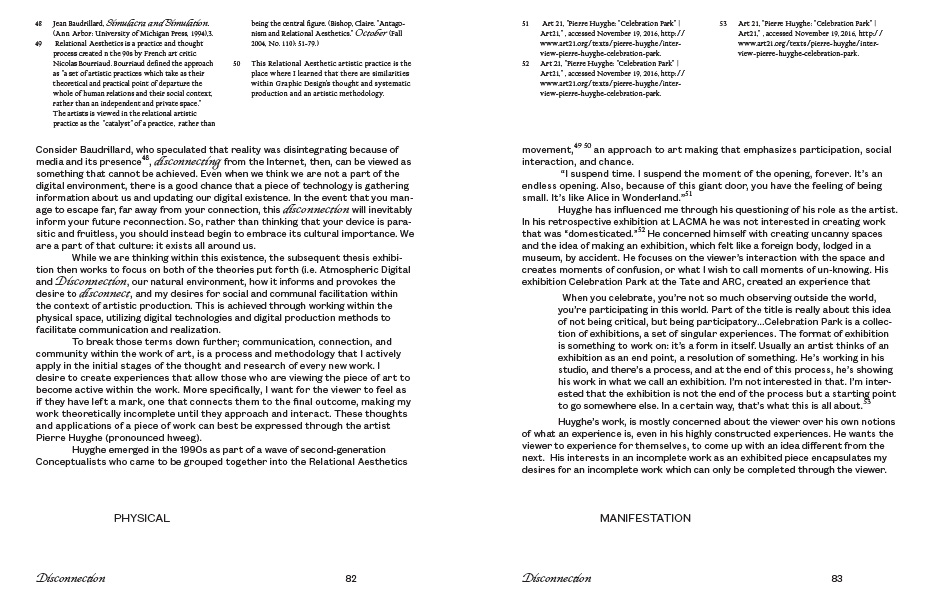 48 Jean Baudrillard, Simulacra and Simulation.
(Ann Arbor: University of Michigan Press, 1994),3.
49 Relational Aesthetics is a practice and thought
process created n the 90s by French art critic
Nicolas Bourriaud. Bourriaud defined the approach
as "a set of artistic practices which take as their
theoretical and practical point of departure the
whole of human relations and their social context,
rather than an independent and private space."
The artists is viewed in the relational artistic
practice as the "catalyst" of a practice, rather than
being the central figure. (Bishop, Claire. "Antago-
nism and Relational Aesthetics." October (Fall
2004, No. 110): 51-79.)
50 This Relational Aesthetic artistic practice is the
place where I learned that there are similarities
within Graphic Design's thought and systematic
production and an artistic methodology.
Consider Baudrillard, who speculated that reality was disintegrating because of
media and its presence48, disconnecting from the Internet, then, can be viewed as
something that cannot be achieved. Even when we think we are not a part of the
digital environment, there is a good chance that a piece of technology is gathering
information about us and updating our digital existence. In the event that you man-
age to escape far, far away from your connection, this disconnection will inevitably
inform your future reconnection. So, rather than thinking that your device is para-
sitic and fruitless, you should instead begin to embrace its cultural importance. We
are a part of that culture: it exists all around us.
While we are thinking within this existence, the subsequent thesis exhibi-
tion then works to focus on both of the theories put forth (i.e. Atmospheric Digital
and Disconnection, our natural environment, how it informs and provokes the
desire to disconnect, and my desires for social and communal facilitation within
the context of artistic production. This is achieved through working within the
physical space, utilizing digital technologies and digital production methods to
facilitate communication and realization.
To break those terms down further; communication, connection, and
community within the work of art, is a process and methodology that I actively
apply in the initial stages of the thought and research of every new work. I
desire to create experiences that allow those who are viewing the piece of art to
become active within the work. More specifically, I want for the viewer to feel as
if they have left a mark, one that connects them to the final outcome, making my
work theoretically incomplete until they approach and interact. These thoughts
and applications of a piece of work can best be expressed through the artist
Pierre Huyghe (pronounced hweeg).
Huyghe emerged in the 1990s as part of a wave of second-generation
Conceptualists who came to be grouped together into the Relational Aesthetics
PHYSICAL
Disconnection 82
51 Art 21, "Pierre Huyghe: "Celebration Park" |
Art21," , accessed November 19, 2016, http://
www.art21.org/texts/pierre-huyghe/inter-
view-pierre-huyghe-celebration-park.
52 Art 21, "Pierre Huyghe: "Celebration Park" |
Art21," , accessed November 19, 2016, http://
www.art21.org/texts/pierre-huyghe/inter-
view-pierre-huyghe-celebration-park.
53 Art 21, "Pierre Huyghe: "Celebration Park" |
Art21," , accessed November 19, 2016, http://
www.art21.org/texts/pierre-huyghe/inter-
view-pierre-huyghe-celebration-park.
movement,49 50 an approach to art making that emphasizes participation, social
interaction, and chance.
"I suspend time. I suspend the moment of the opening, forever. It's an
endless opening. Also, because of this giant door, you have the feeling of being
small. It's like Alice in Wonderland."51
Huyghe has influenced me through his questioning of his role as the artist.
In his retrospective exhibition at LACMA he was not interested in creating work
that was "domesticated."52 He concerned himself with creating uncanny spaces
and the idea of making an exhibition, which felt like a foreign body, lodged in a
museum, by accident. He focuses on the viewer's interaction with the space and
creates moments of confusion, or what I wish to call moments of un-knowing. His
exhibition Celebration Park at the Tate and ARC, created an experience that
When you celebrate, you're not so much observing outside the world,
you're participating in this world. Part of the title is really about this idea
of not being critical, but being participatory...Celebration Park is a collec-
tion of exhibitions, a set of singular experiences. The format of exhibition
is something to work on: it's a form in itself. Usually an artist thinks of an
exhibition as an end point, a resolution of something. He's working in his
studio, and there's a process, and at the end of this process, he's showing
his work in what we call an exhibition. I'm not interested in that. I'm inter-
ested that the exhibition is not the end of the process but a starting point
to go somewhere else. In a certain way, that's what this is all about.53
Huyghe's work, is mostly concerned about the viewer over his own notions
of what an experience is, even in his highly constructed experiences. He wants the
viewer to experience for themselves, to come up with an idea different from the
next. His interests in an incomplete work as an exhibited piece encapsulates my
desires for an incomplete work which can only be completed through the viewer.
MANIFESTATION
Disconnection 83